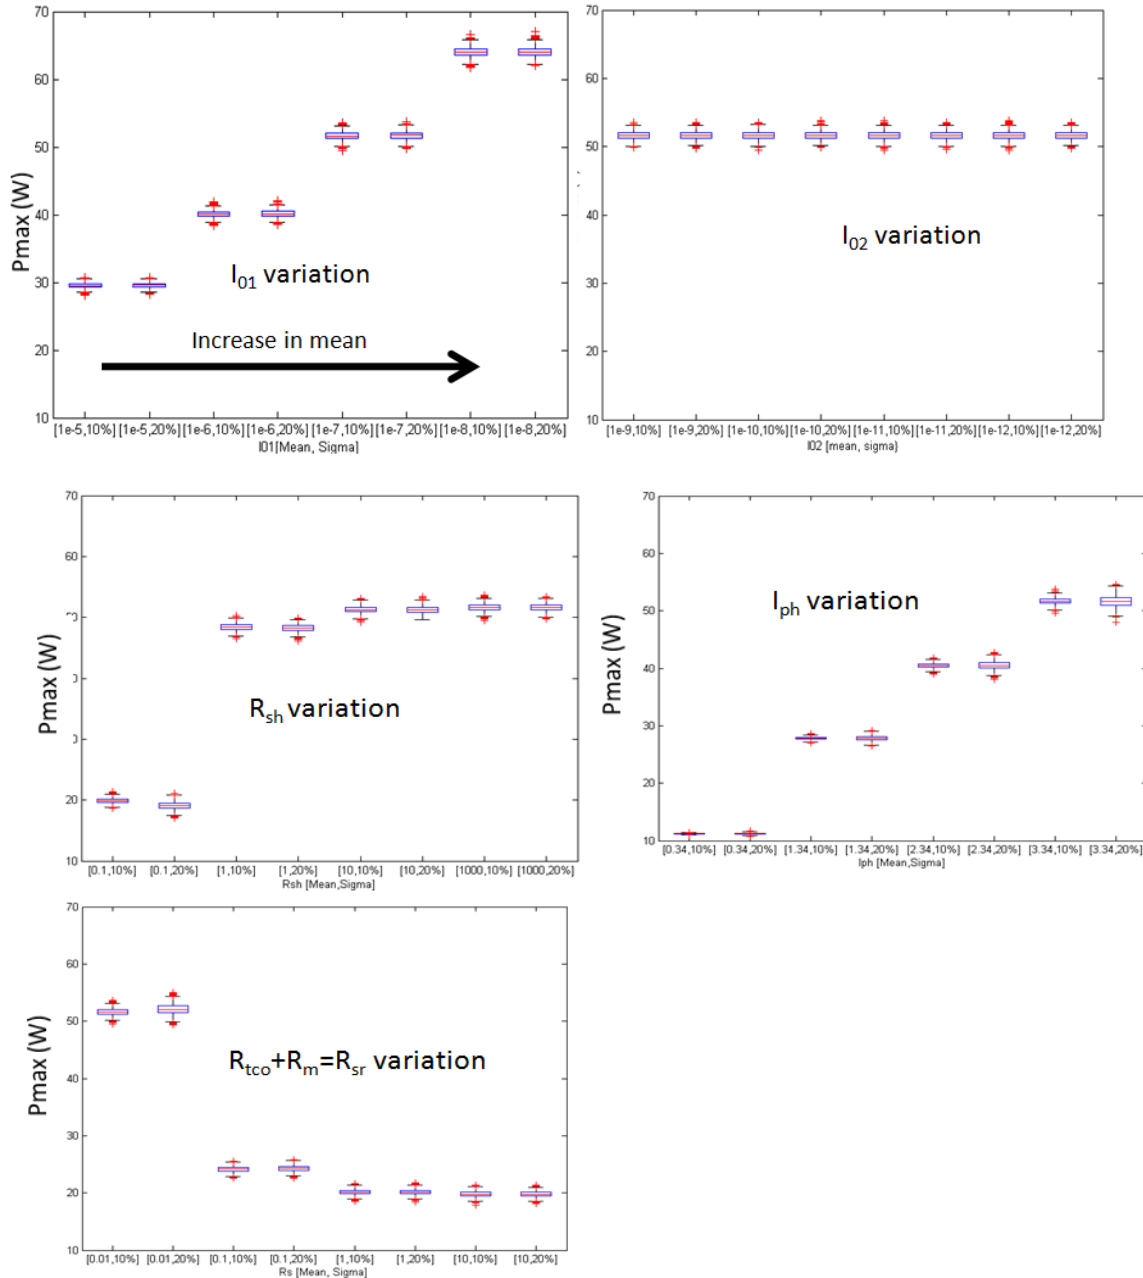 70
60
50
40
30
20
10
Pmax (W)
I01 variation
Increase in mean
[1e-5,10%] [1e-5,20%] [1e-6,10%] [1e-6,20%] [1e-7,10%] [1e-7,20%] [1e-8,10%] [1e-8,20%]
I01[Mean, Sigma]
70
60
50
40
30
20
10
I02 variation
[1e-9,10%] [1e-9,20%] [1e-10,10%] [1e-10,20%] [1e-11,10%] [1e-11,20%] [1e-12,10%] [1e-12,20%]
I02 [mean, sigma]
70
60
20
10
Pmax (W)
Rsh variation
[0.1,10%] [0.1,20%] [1,10%] [1,20%] [10,10%] [10,20%] [1000,10%] [1000,20%]
Rsh [Mean,Sigma]
70
60
50
40
30
20
10
Pmax (W)
Iph variation
[0.34,10%] [0.34,20%] [1.34,10%] [1.34,20%] [2.34,10%] [2.34,20%] [3.34,10%] [3.34,20%]
Iph [Mean,Sigma]
70
60
50
40
30
20
10
Pmax (W)
Rtco+Rm=Rsr variation
[0.01,10%] [0.01,20%] [0.1,10%] [0.1,20%] [1,10%] [1,20%] [10,10%] [10,20%]
Rs [Mean, Sigma]